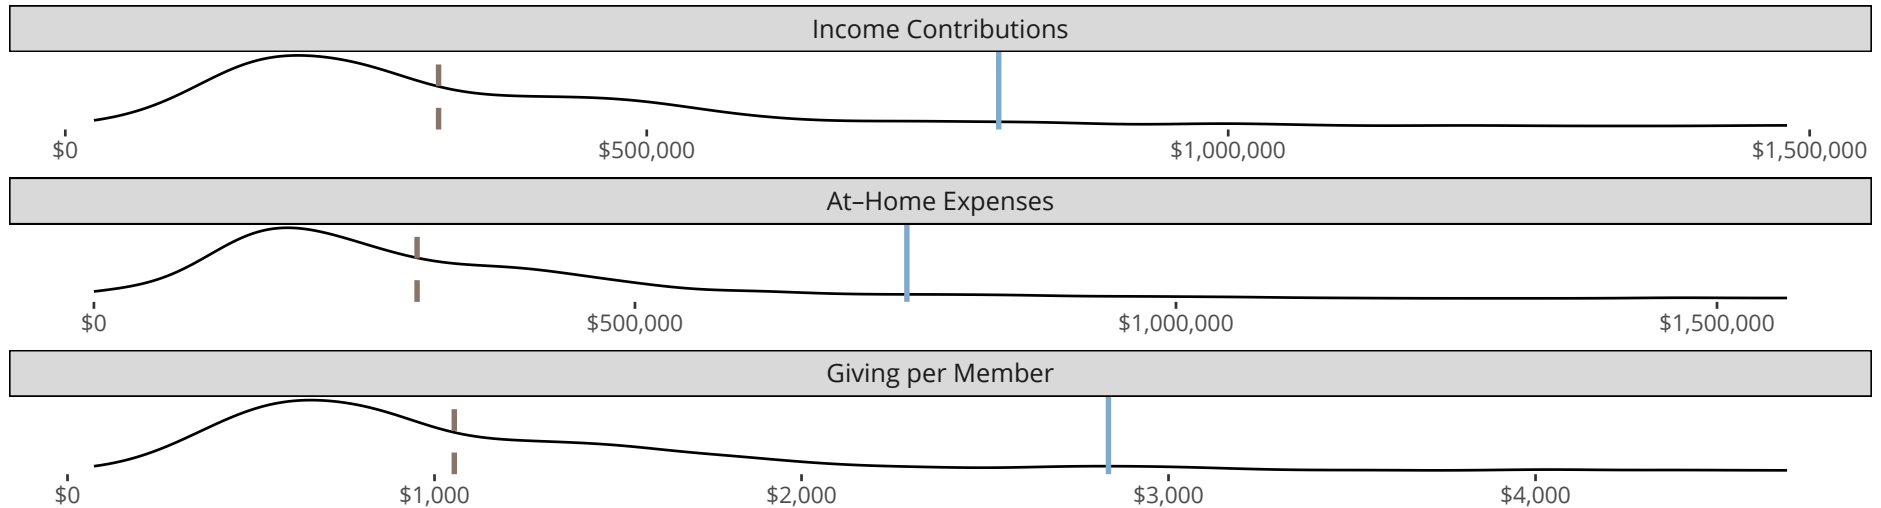 Income Contributions
$0 $500,000 $1,000,000 $1,500,000
At–Home Expenses
$0 $500,000 $1,000,000 $1,500,000
Giving per Member
$0 $1,000 $2,000 $3,000 $4,000